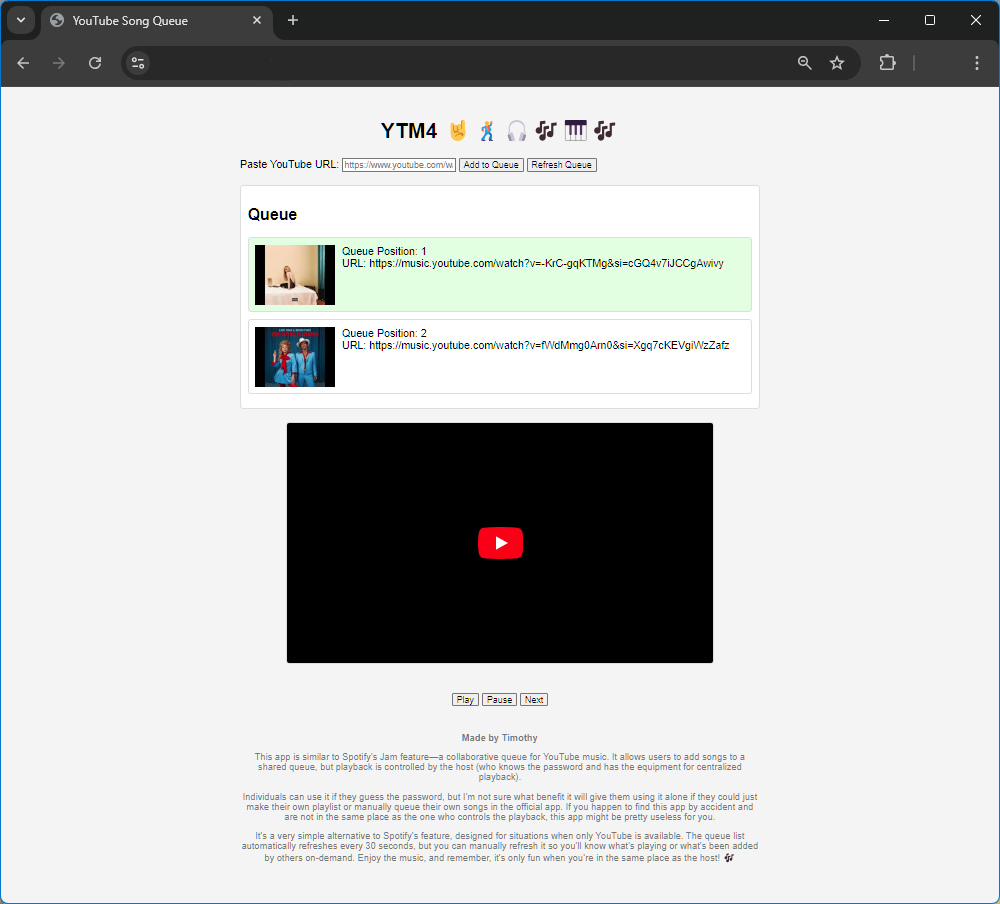 YouTube Song Queue
YTM4 🤘 🏌 🎧 🎶 🎹 🎶
Paste YouTube URL: https://www.youtube.com/w Add to Queue Refresh Queue
Queue
Queue Position: 1
URL: https://music.youtube.com/watch?v=-KrC-gqKTMg&si=cGQ4v7iJCCgAwivy
Queue Position: 2
URL: https://music.youtube.com/watch?v=fWdMmg0Arn0&si=Xgq7cKEVgiWzZafz
Play Pause Next
Made by Timothy
This app is similar to Spotify's Jam feature—a collaborative queue for YouTube music. It allows users to add songs to a
shared queue, but playback is controlled by the host (who knows the password and has the equipment for centralized
playback).
Individuals can use it if they guess the password, but I'm not sure what benefit it will give them using it alone if they could just
make their own playlist or manually queue their own songs in the official app. If you happen to find this app by accident and
are not in the same place as the one who controls the playback, this app might be pretty useless for you.
It's a very simple alternative to Spotify's feature, designed for situations when only YouTube is available. The queue list
automatically refreshes every 30 seconds, but you can manually refresh it so you'll know what's playing or what's been added
by others on-demand. Enjoy the music, and remember, it's only fun when you're in the same place as the host! 🎶